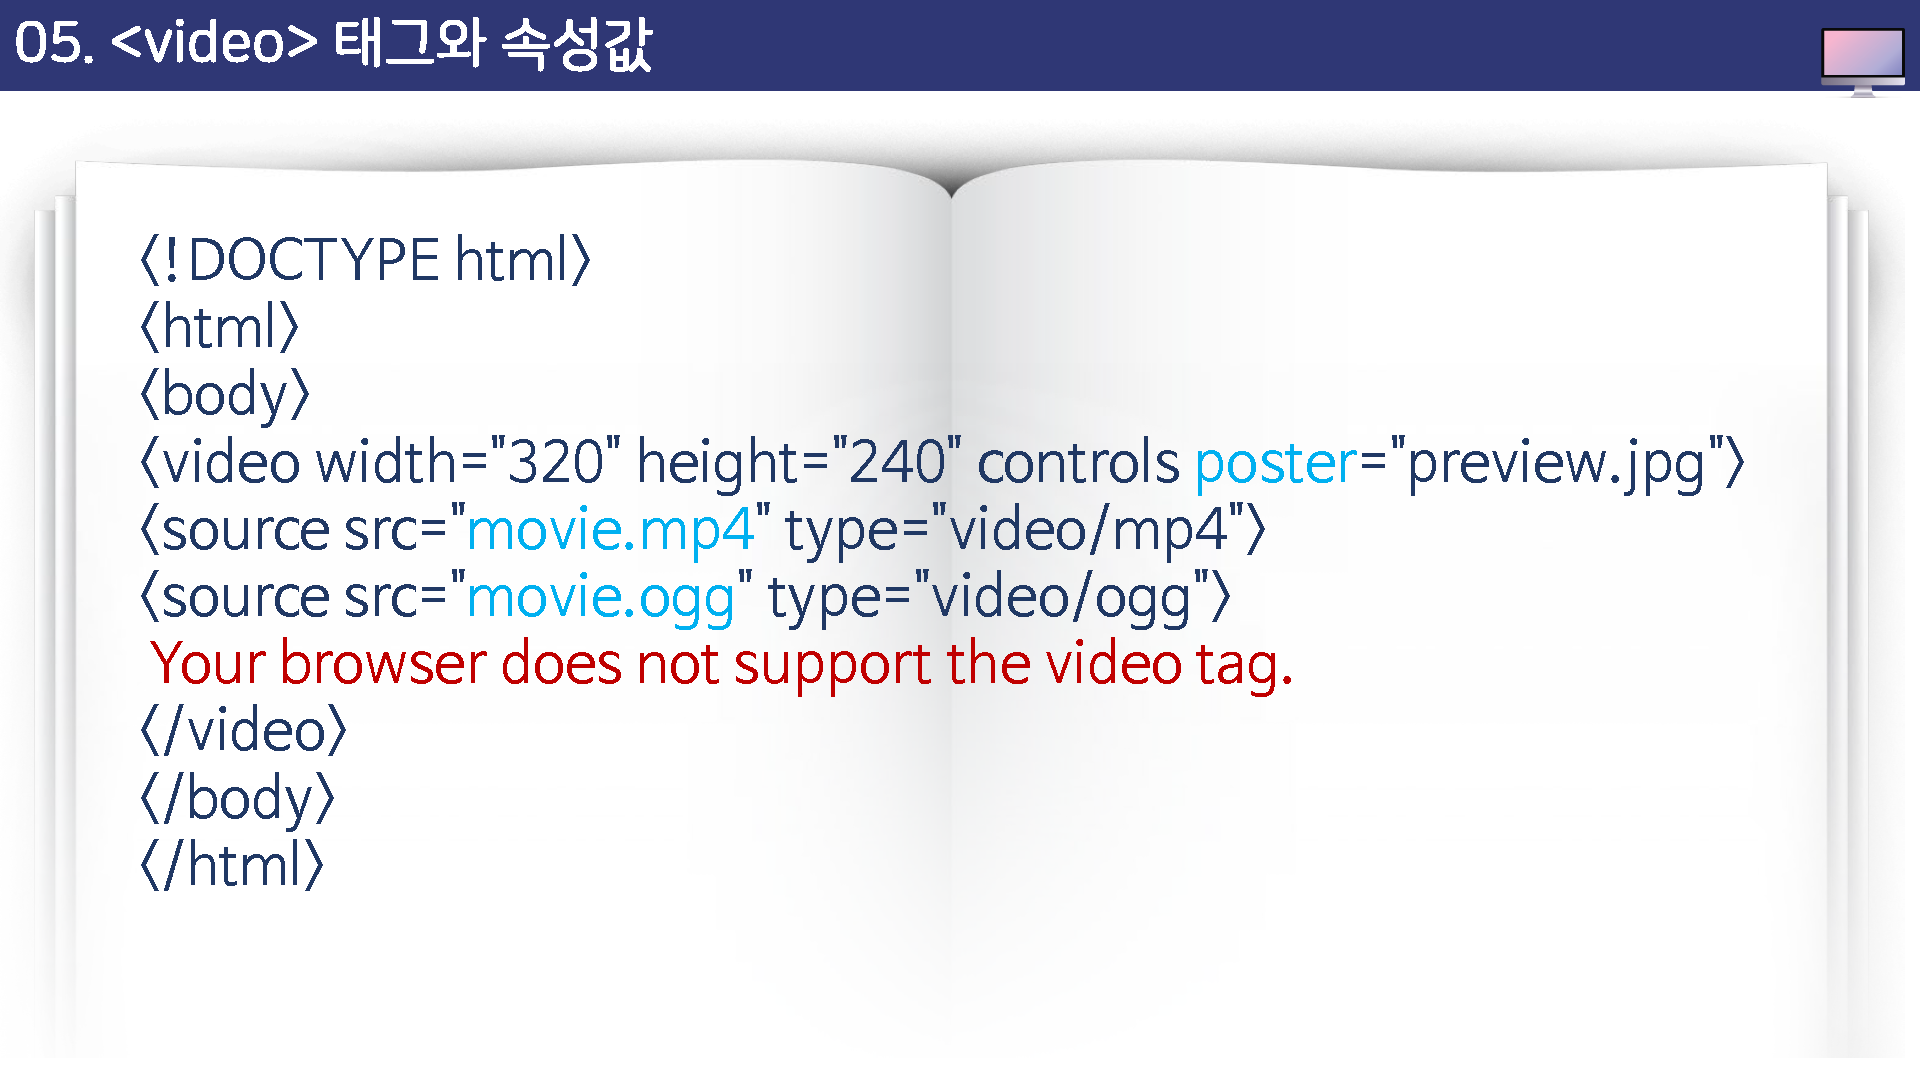 05. <video> 태그와 속성값
<!DOCTYPE html>
<html>
<body>
<video width="320" height="240" controls poster="preview.jpg">
<source src="movie.mp4" type="video/mp4">
<source src="movie.ogg" type="video/ogg">
Your browser does not support the video tag.
</video>
</body>
</html>